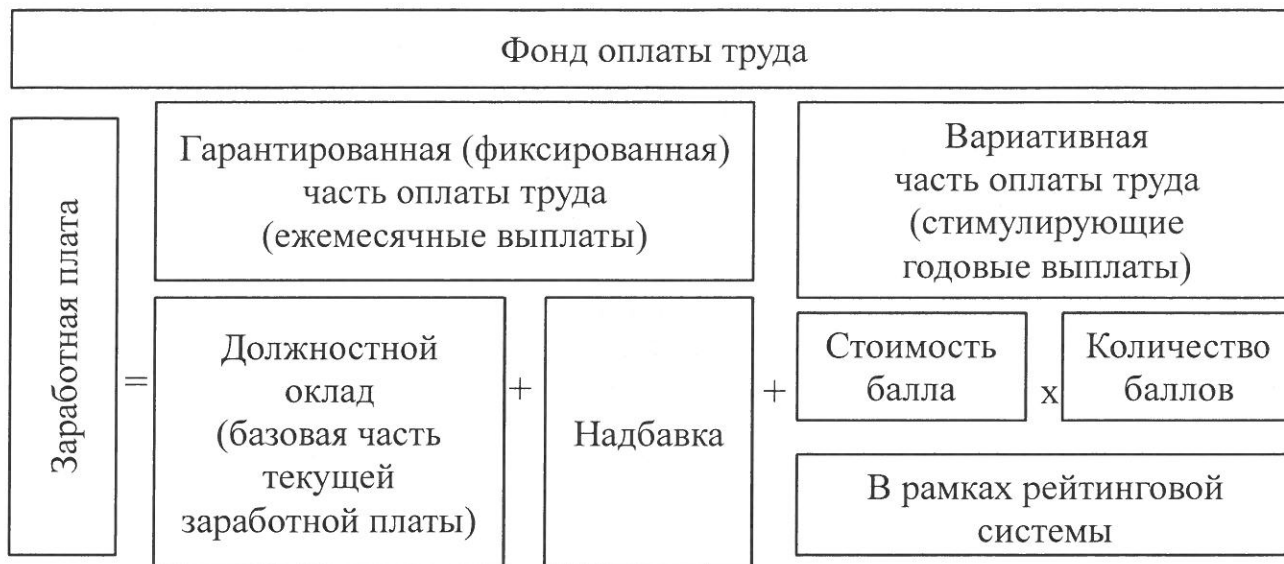 Фонд оплаты труда
Заработная плата
=
Гарантированная (фиксированная)
часть оплаты труда
(ежемесячные выплаты)
Должностной
оклад
(базовая часть
текущей
заработной платы)
+
Надбавка
+
Вариативная
часть оплаты труда
(стимулирующие
годовые выплаты)
Стоимость
балла
х
Количество
баллов
В рамках рейтинговой
системы